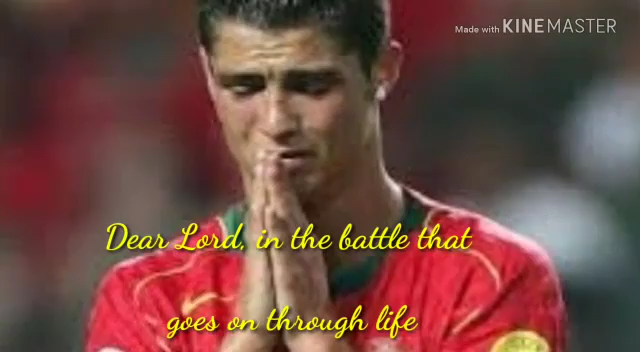 Made with KINEMASTER
Dear Lord, in the battle that
goes on through life